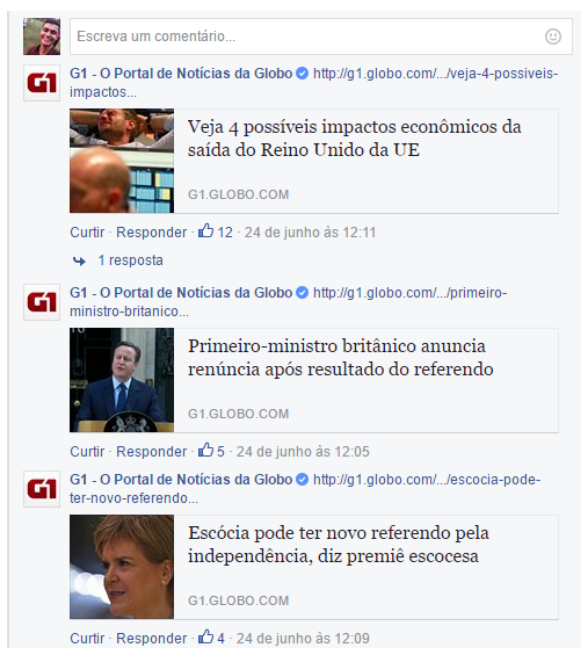 Escreva um comentário...
G1 - O Portal de Notícias da Globo http://g1.globo.com/.../veja-4-possiveis-
impactos...
G1
Veja 4 possíveis impactos econômicos da
saída do Reino Unido da UE
G1.GLOBO.COM
Curtir · Responder · 12 · 24 de junho às 12:11
1 resposta
G1 - O Portal de Notícias da Globo http://g1.globo.com/.../primeiro-
ministro-britanico...
G1
Primeiro-ministro britânico anuncia
renúncia após resultado do referendo
G1.GLOBO.COM
Curtir · Responder · 5 · 24 de junho às 12:05
G1 - O Portal de Notícias da Globo http://g1.globo.com/.../escocia-pode-
ter-novo-referendo...
G1
Escócia pode ter novo referendo pela
independência, diz premiê escocesa
G1.GLOBO.COM
Curtir · Responder · 4 · 24 de junho às 12:09